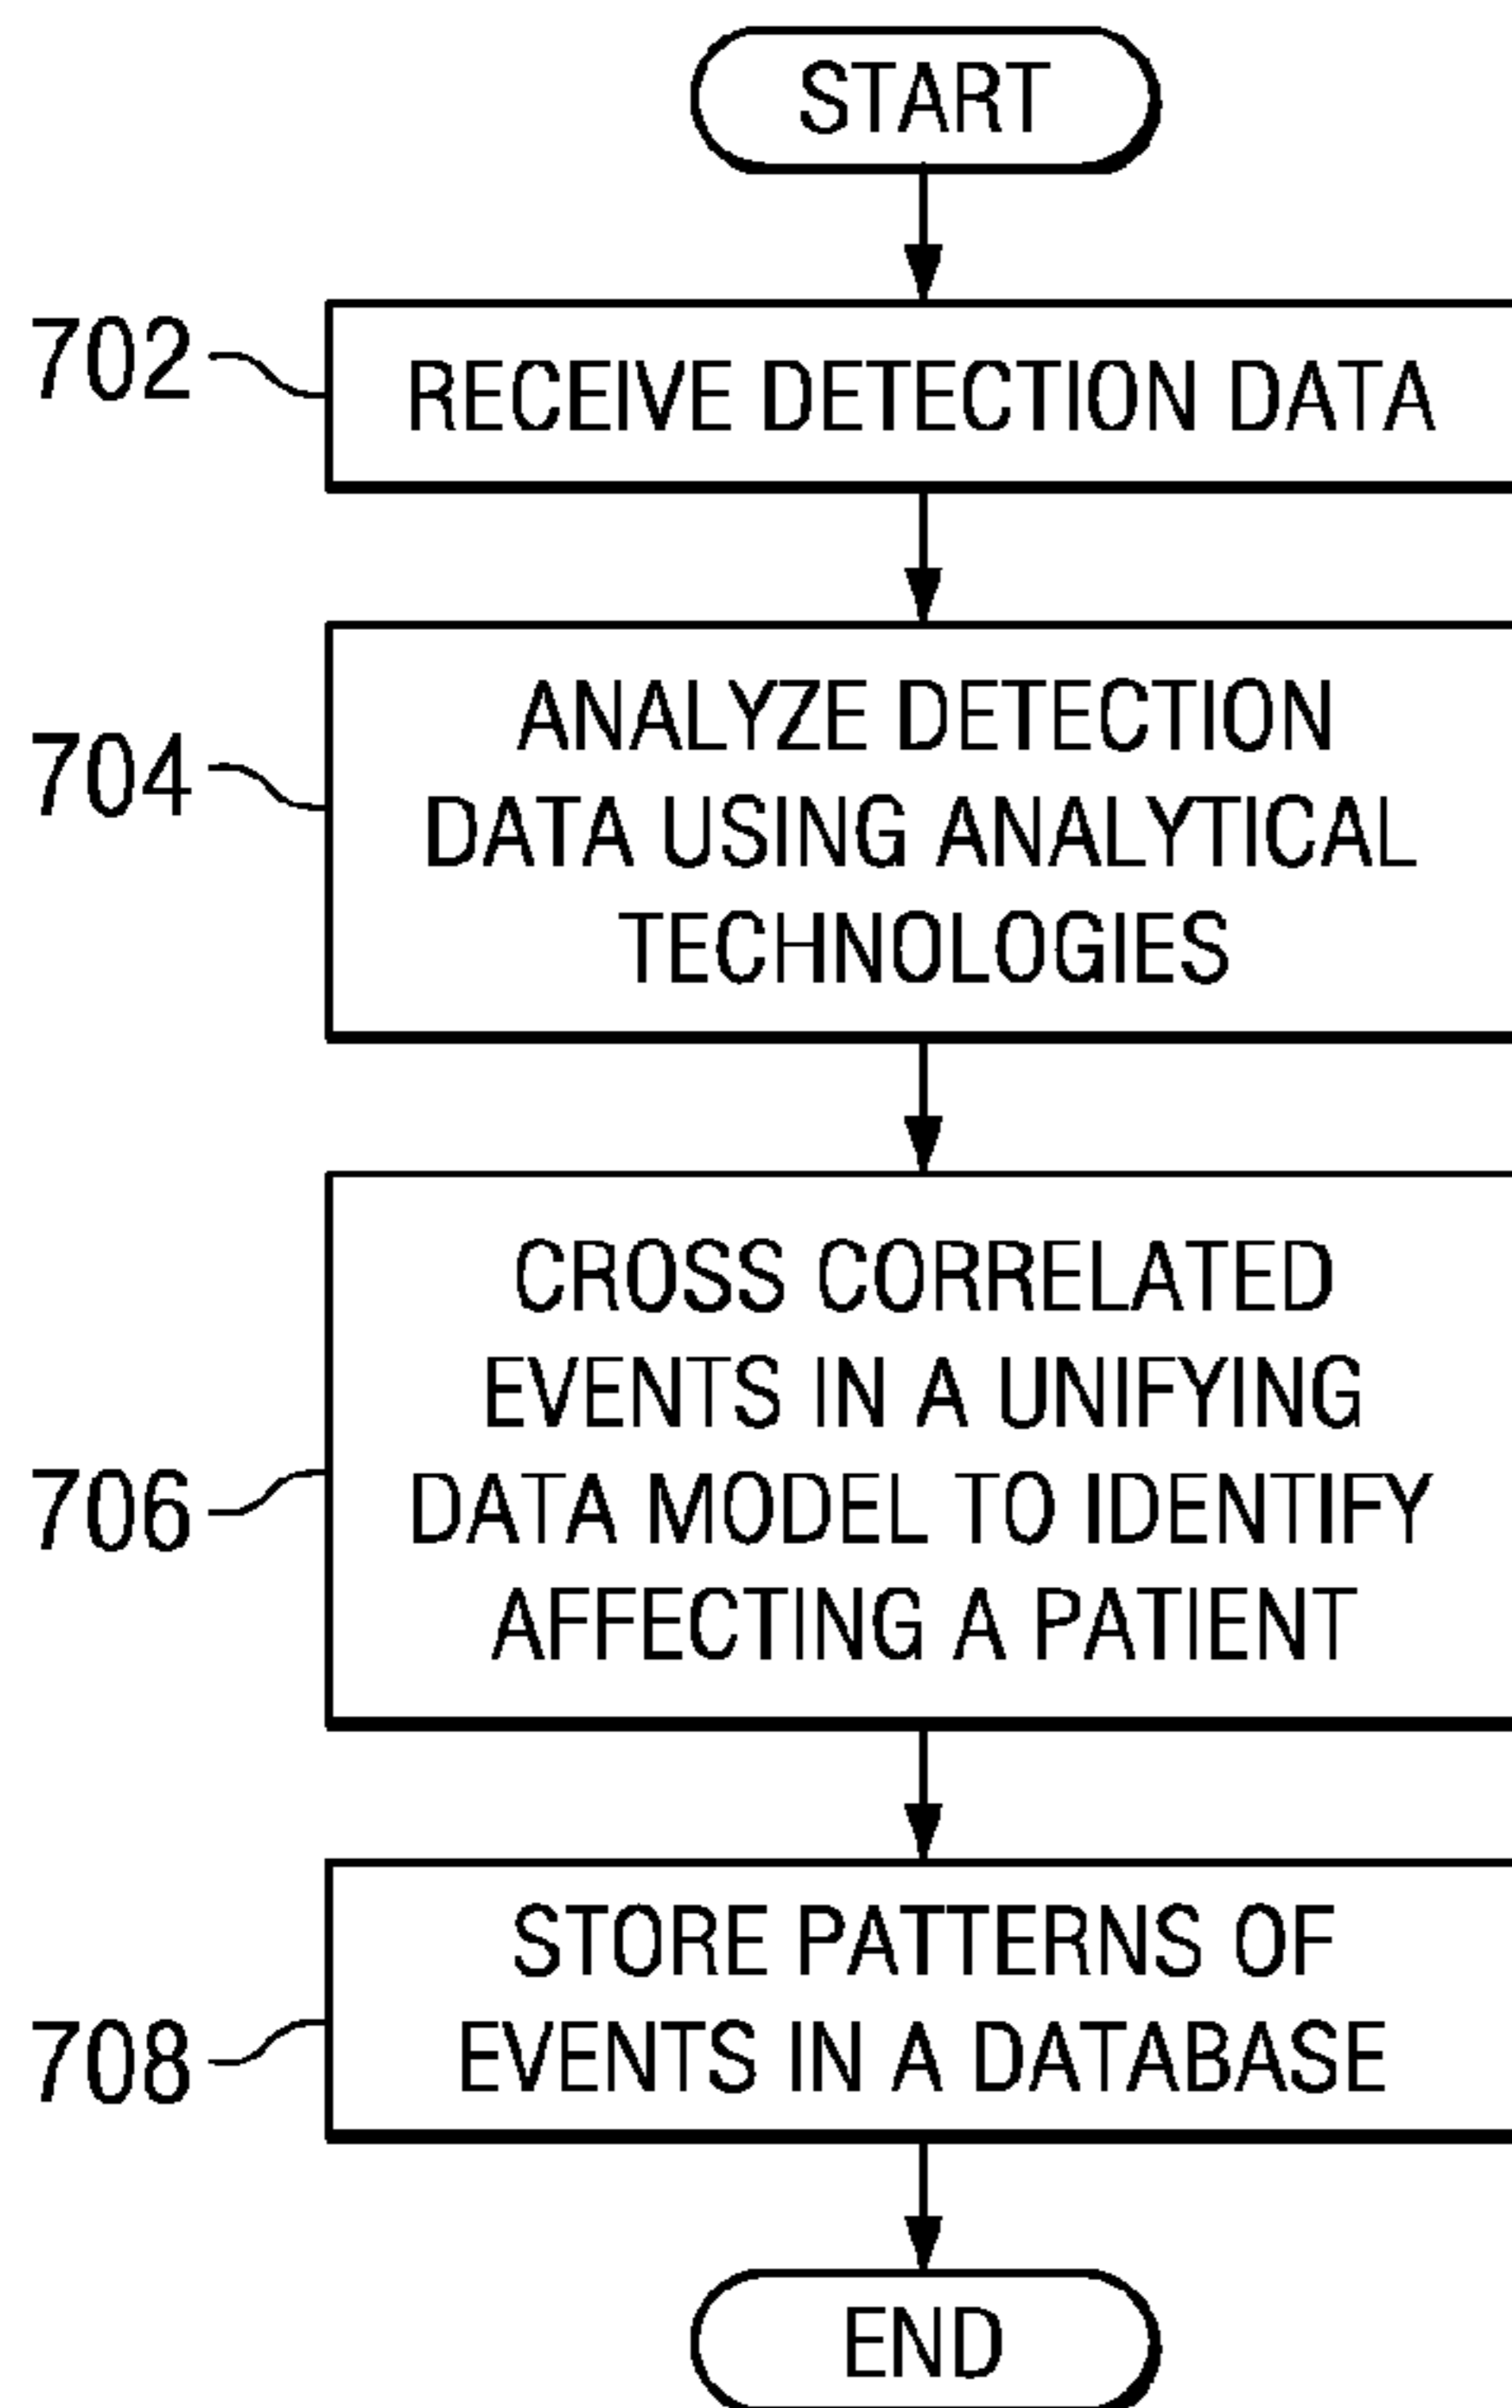 START
702
RECEIVE DETECTION DATA
704
ANALYZE DETECTION
DATA USING ANALYTICAL
TECHNOLOGIES
706
CROSS CORRELATED
EVENTS IN A UNIFYING
DATA MODEL TO IDENTIFY
AFFECTING A PATIENT
708
STORE PATTERNS OF
EVENTS IN A DATABASE
END